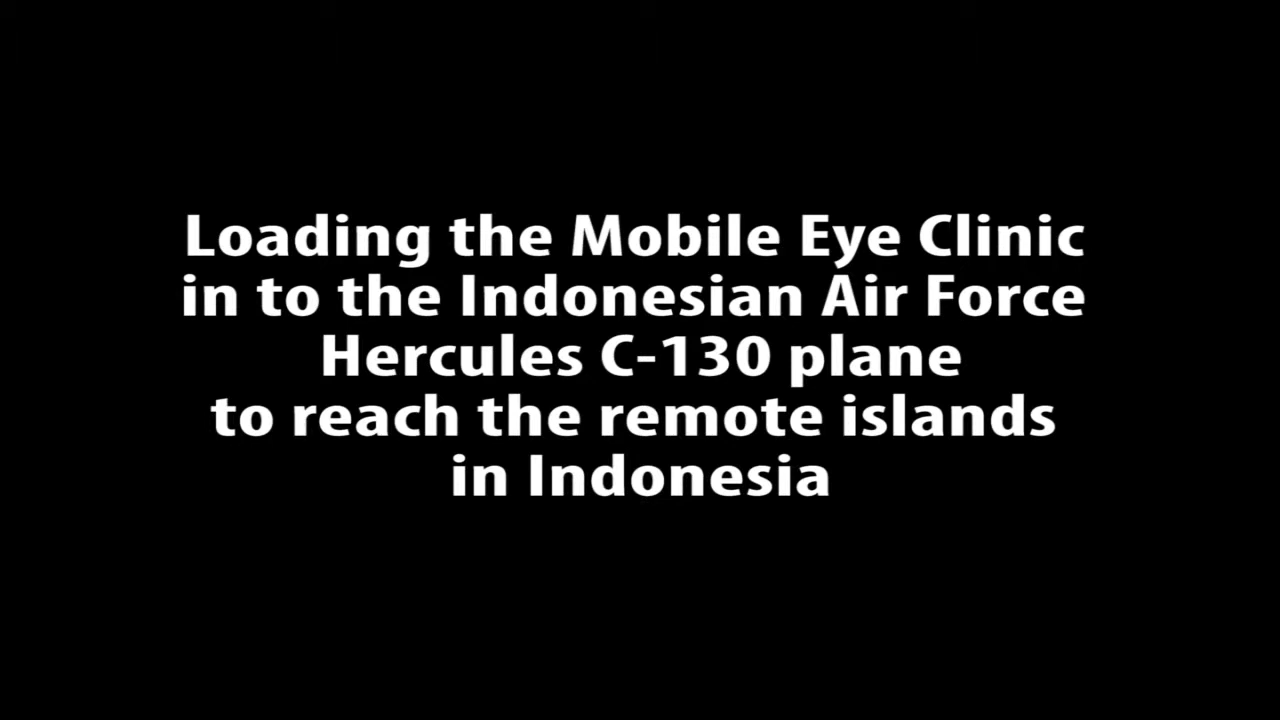 Loading the Mobile Eye Clinic
in to the Indonesian Air Force
Hercules C-130 plane
to reach the remote islands
in Indonesia